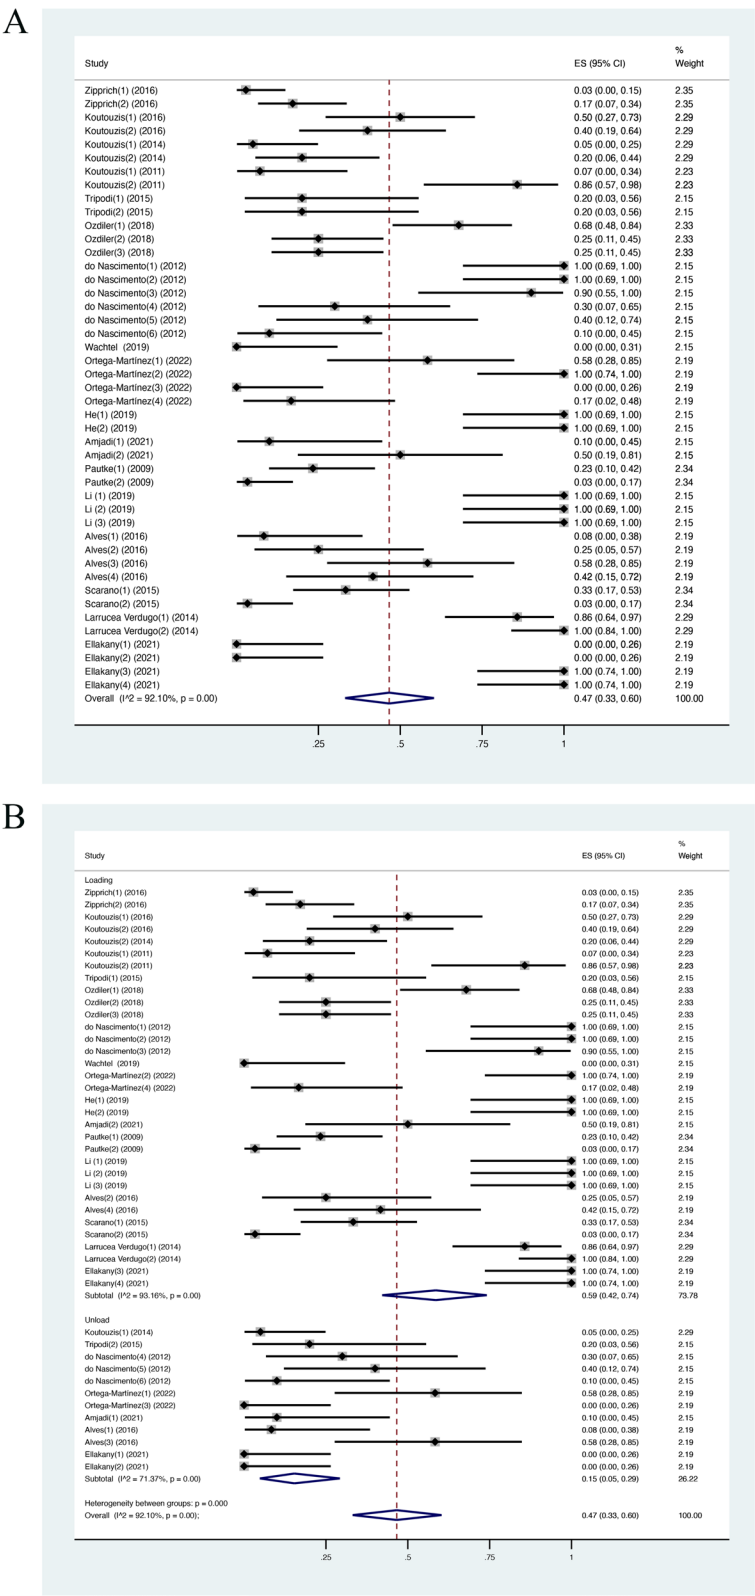 A
%
Study ES (95% CI) Weight
Zipprich(1) (2016) 0.03 (0.00, 0.15) 2.35
Zipprich(2) (2016) 0.17 (0.07, 0.34) 2.35
Koutouzis(1) (2016) 0.50 (0.27, 0.73) 2.29
Koutouzis(2) (2016) 0.40 (0.19, 0.64) 2.29
Koutouzis(1) (2014) 0.05 (0.00, 0.25) 2.29
Koutouzis(2) (2014) 0.20 (0.06, 0.44) 2.29
Koutouzis(1) (2011) 0.07 (0.00, 0.34) 2.23
Koutouzis(2) (2011) 0.86 (0.57, 0.98) 2.23
Tripodi(1) (2015) 0.20 (0.03, 0.56) 2.15
Tripodi(2) (2015) 0.20 (0.03, 0.56) 2.15
Ozdiler(1) (2018) 0.68 (0.48, 0.84) 2.33
Ozdiler(2) (2018) 0.25 (0.11, 0.45) 2.33
Ozdiler(3) (2018) 0.25 (0.11, 0.45) 2.33
do Nascimento(1) (2012) 1.00 (0.69, 1.00) 2.15
do Nascimento(2) (2012) 1.00 (0.69, 1.00) 2.15
do Nascimento(3) (2012) 0.90 (0.55, 1.00) 2.15
do Nascimento(4) (2012) 0.30 (0.07, 0.65) 2.15
do Nascimento(5) (2012) 0.40 (0.12, 0.74) 2.15
do Nascimento(6) (2012) 0.10 (0.00, 0.45) 2.15
Wachtel (2019) 0.00 (0.00, 0.31) 2.15
Ortega-Martínez(1) (2022) 0.58 (0.28, 0.85) 2.19
Ortega-Martínez(2) (2022) 1.00 (0.74, 1.00) 2.19
Ortega-Martínez(3) (2022) 0.00 (0.00, 0.26) 2.19
Ortega-Martínez(4) (2022) 0.17 (0.02, 0.48) 2.19
He(1) (2019) 1.00 (0.69, 1.00) 2.15
He(2) (2019) 1.00 (0.69, 1.00) 2.15
Amjadi(1) (2021) 0.10 (0.00, 0.45) 2.15
Amjadi(2) (2021) 0.50 (0.19, 0.81) 2.15
Pautke(1) (2009) 0.23 (0.10, 0.42) 2.34
Pautke(2) (2009) 0.03 (0.00, 0.17) 2.34
Li (1) (2019) 1.00 (0.69, 1.00) 2.15
Li (2) (2019) 1.00 (0.69, 1.00) 2.15
Li (3) (2019) 1.00 (0.69, 1.00) 2.15
Alves(1) (2016) 0.08 (0.00, 0.38) 2.19
Alves(2) (2016) 0.25 (0.05, 0.57) 2.19
Alves(3) (2016) 0.58 (0.28, 0.85) 2.19
Alves(4) (2016) 0.42 (0.15, 0.72) 2.19
Scarano(1) (2015) 0.33 (0.17, 0.53) 2.34
Scarano(2) (2015) 0.03 (0.00, 0.17) 2.34
Larrucea Verdugo(1) (2014) 0.86 (0.64, 0.97) 2.29
Larrucea Verdugo(2) (2014) 1.00 (0.84, 1.00) 2.29
Ellakany(1) (2021) 0.00 (0.00, 0.26) 2.19
Ellakany(2) (2021) 0.00 (0.00, 0.26) 2.19
Ellakany(3) (2021) 1.00 (0.74, 1.00) 2.19
Ellakany(4) (2021) 1.00 (0.74, 1.00) 2.19
Overall (I^2 = 92.10%, p = 0.00) 0.47 (0.33, 0.60) 100.00
.25 .5 .75 1
B
%
Study ES (95% CI) Weight
Loading
Zipprich(1) (2016) 0.03 (0.00, 0.15) 2.35
Zipprich(2) (2016) 0.17 (0.07, 0.34) 2.35
Koutouzis(1) (2016) 0.50 (0.27, 0.73) 2.29
Koutouzis(2) (2016) 0.40 (0.19, 0.64) 2.29
Koutouzis(2) (2014) 0.20 (0.06, 0.44) 2.29
Koutouzis(1) (2011) 0.07 (0.00, 0.34) 2.23
Koutouzis(2) (2011) 0.86 (0.57, 0.98) 2.23
Tripodi(1) (2015) 0.20 (0.03, 0.56) 2.15
Ozdiler(1) (2018) 0.68 (0.48, 0.84) 2.33
Ozdiler(2) (2018) 0.25 (0.11, 0.45) 2.33
Ozdiler(3) (2018) 0.25 (0.11, 0.45) 2.33
do Nascimento(1) (2012) 1.00 (0.69, 1.00) 2.15
do Nascimento(2) (2012) 1.00 (0.69, 1.00) 2.15
do Nascimento(3) (2012) 0.90 (0.55, 1.00) 2.15
Wachtel (2019) 0.00 (0.00, 0.31) 2.15
Ortega-Martínez(2) (2022) 1.00 (0.74, 1.00) 2.19
Ortega-Martínez(4) (2022) 0.17 (0.02, 0.48) 2.19
He(1) (2019) 1.00 (0.69, 1.00) 2.15
He(2) (2019) 1.00 (0.69, 1.00) 2.15
Amjadi(2) (2021) 0.50 (0.19, 0.81) 2.15
Pautke(1) (2009) 0.23 (0.10, 0.42) 2.34
Pautke(2) (2009) 0.03 (0.00, 0.17) 2.34
Li (1) (2019) 1.00 (0.69, 1.00) 2.15
Li (2) (2019) 1.00 (0.69, 1.00) 2.15
Li (3) (2019) 1.00 (0.69, 1.00) 2.15
Alves(2) (2016) 0.25 (0.05, 0.57) 2.19
Alves(4) (2016) 0.42 (0.15, 0.72) 2.19
Scarano(1) (2015) 0.33 (0.17, 0.53) 2.34
Scarano(2) (2015) 0.03 (0.00, 0.17) 2.34
Larrucea Verdugo(1) (2014) 0.86 (0.64, 0.97) 2.29
Larrucea Verdugo(2) (2014) 1.00 (0.84, 1.00) 2.29
Ellakany(3) (2021) 1.00 (0.74, 1.00) 2.19
Ellakany(4) (2021) 1.00 (0.74, 1.00) 2.19
Subtotal (I^2 = 93.16%, p = 0.00) 0.59 (0.42, 0.74) 73.78
Unload
Koutouzis(1) (2014) 0.05 (0.00, 0.25) 2.29
Tripodi(2) (2015) 0.20 (0.03, 0.56) 2.15
do Nascimento(4) (2012) 0.30 (0.07, 0.65) 2.15
do Nascimento(5) (2012) 0.40 (0.12, 0.74) 2.15
do Nascimento(6) (2012) 0.10 (0.00, 0.45) 2.15
Ortega-Martínez(1) (2022) 0.58 (0.28, 0.85) 2.19
Ortega-Martínez(3) (2022) 0.00 (0.00, 0.26) 2.19
Amjadi(1) (2021) 0.10 (0.00, 0.45) 2.15
Alves(1) (2016) 0.08 (0.00, 0.38) 2.19
Alves(3) (2016) 0.58 (0.28, 0.85) 2.19
Ellakany(1) (2021) 0.00 (0.00, 0.26) 2.19
Ellakany(2) (2021) 0.00 (0.00, 0.26) 2.19
Subtotal (I^2 = 71.37%, p = 0.00) 0.15 (0.05, 0.29) 26.22
Heterogeneity between groups: p = 0.000
Overall (I^2 = 92.10%, p = 0.00); 0.47 (0.33, 0.60) 100.00
.25 .5 .75 1